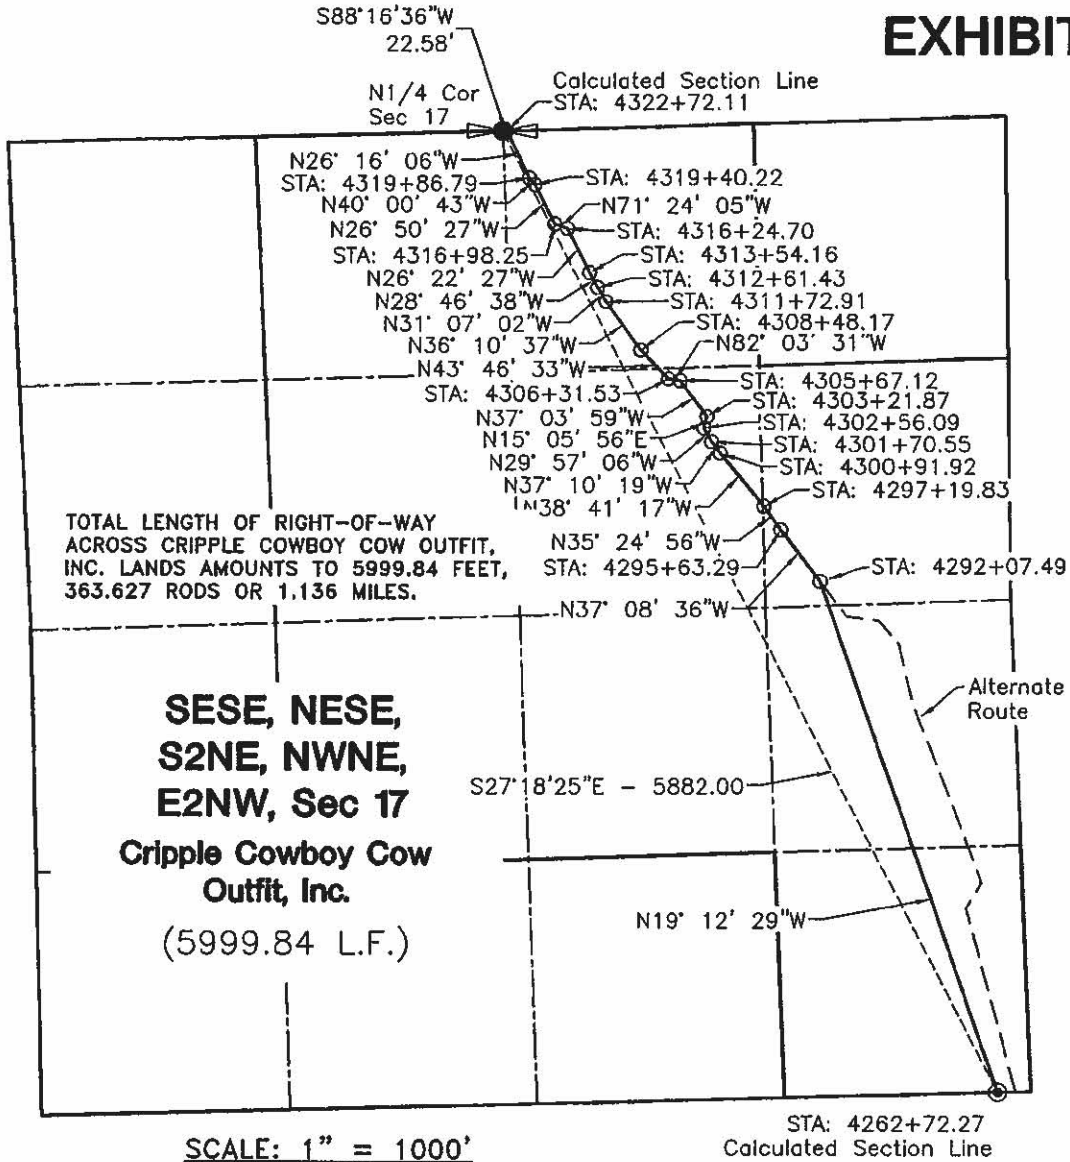 S88°16'36"W
22.58'
EXHIBIT
N1/4 Cor
Sec 17
Calculated Section Line
STA: 4322+72.11
N26° 16' 06"W
STA: 4319+86.79
STA: 4319+40.22
N40° 00' 43"W
N71° 24' 05"W
N26° 50' 27"W
STA: 4316+24.70
STA: 4316+98.25
STA: 4313+54.16
N26° 22' 27"W
STA: 4312+61.43
N28° 46' 38"W
STA: 4311+72.91
N31° 07' 02"W
STA: 4308+48.17
N36° 10' 37"W
N82° 03' 31"W
N43° 46' 33"W
STA: 4305+67.12
STA: 4306+31.53
STA: 4303+21.87
N37° 03' 59"W
STA: 4302+56.09
N15° 05' 56"E
STA: 4301+70.55
N29° 57' 06"W
STA: 4300+91.92
N37° 10' 19"W
STA: 4297+19.83
N38° 41' 17"W
TOTAL LENGTH OF RIGHT-OF-WAY
ACROSS CRIPPLE COWBOY COW OUTFIT,
INC. LANDS AMOUNTS TO 5999.84 FEET,
363.627 RODS OR 1.136 MILES.
N35° 24' 56"W
STA: 4295+63.29
STA: 4292+07.49
N37° 08' 36"W
Alternate
Route
SESE, NESE,
S2NE, NWNE,
E2NW, Sec 17
Cripple Cowboy Cow
Outfit, Inc.
(5999.84 L.F.)
S27°18'25"E - 5882.00
N19° 12' 29"W
STA: 4262+72.27
Calculated Section Line
SCALE: 1" = 1000'